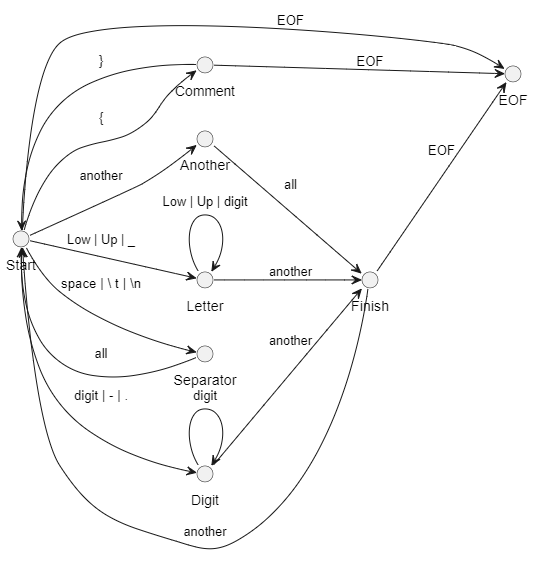 EOF
}
EOF
Comment
EOF
{
EOF
another
Another
all
Low | Up | digit
Low | Up | _
Start
another
space | \ t | \n
Letter
Finish
another
all
Separator
digit | - | .
digit
Digit
another